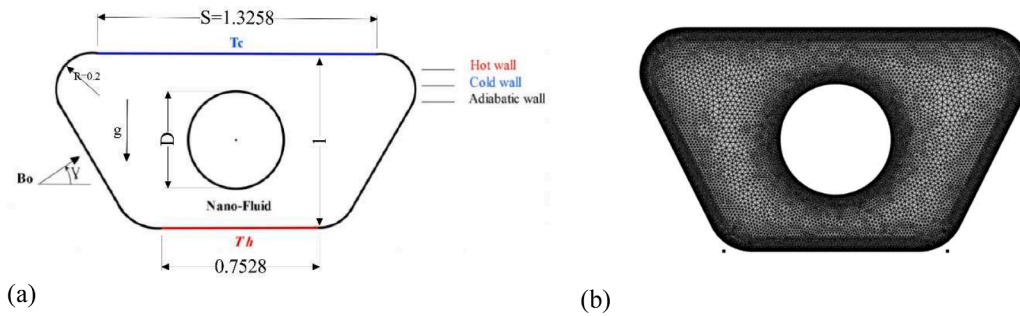 S=1.3258
Tc
R=0.2
Hot wall
Cold wall
Adiabatic wall
g
D
1
Bo
γ
Nano-Fluid
Th
0.7528
(a)
(b)